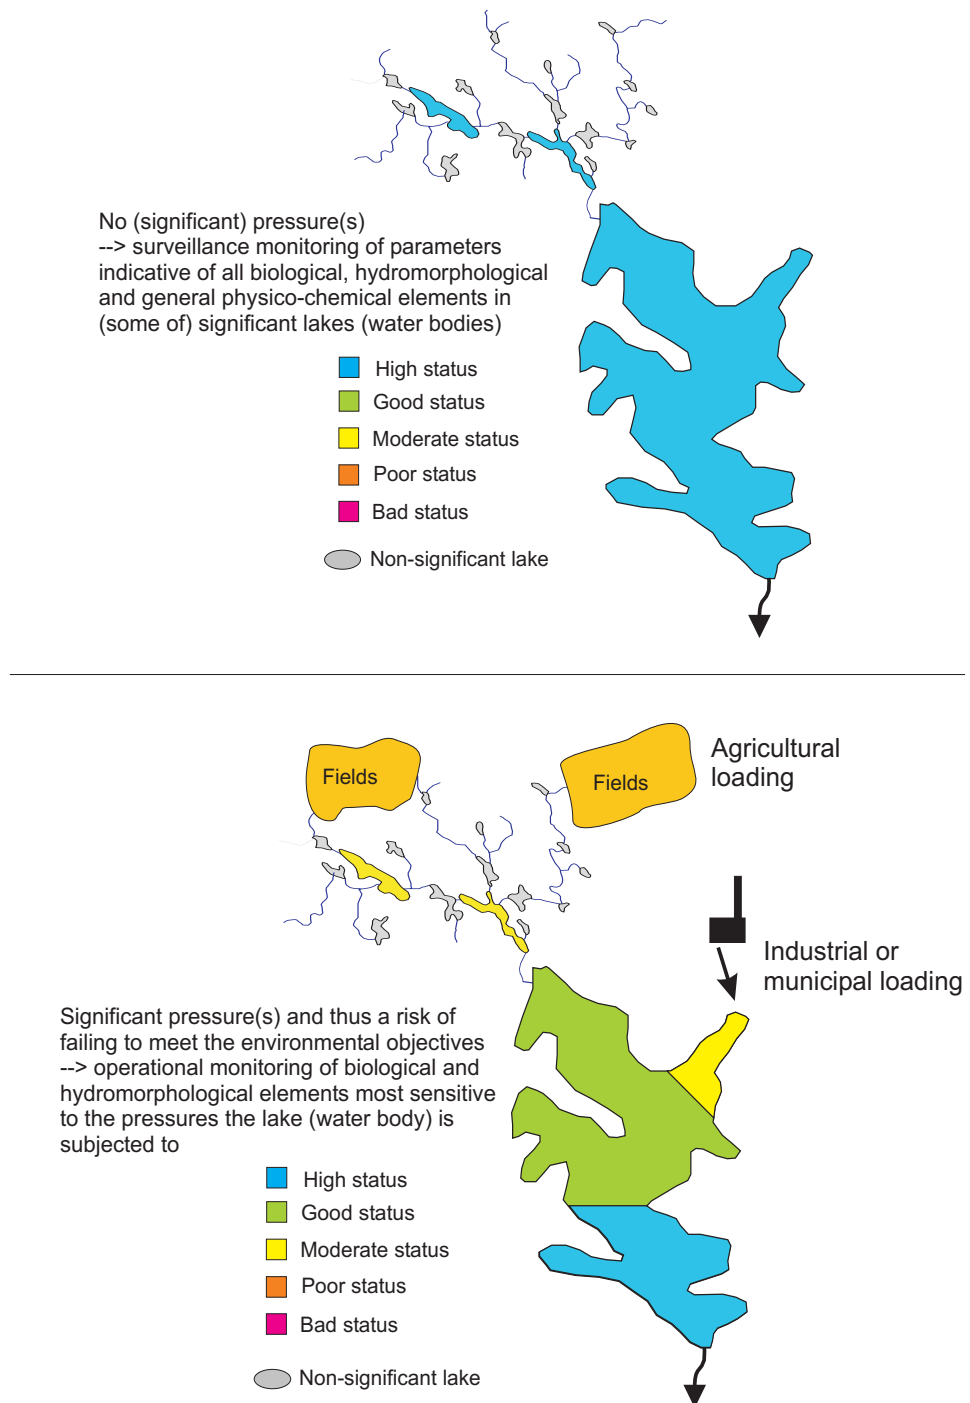 No (significant) pressure(s)
--> surveillance monitoring of parameters
indicative of all biological, hydromorphological
and general physico-chemical elements in
(some of) significant lakes (water bodies)
High status
Good status
Moderate status
Poor status
Bad status
Non-significant lake
Fields
Fields
Agricultural
loading
Industrial or
municipal loading
Significant pressure(s) and thus a risk of
failing to meet the environmental objectives
--> operational monitoring of biological and
hydromorphological elements most sensitive
to the pressures the lake (water body) is
subjected to
High status
Good status
Moderate status
Poor status
Bad status
Non-significant lake